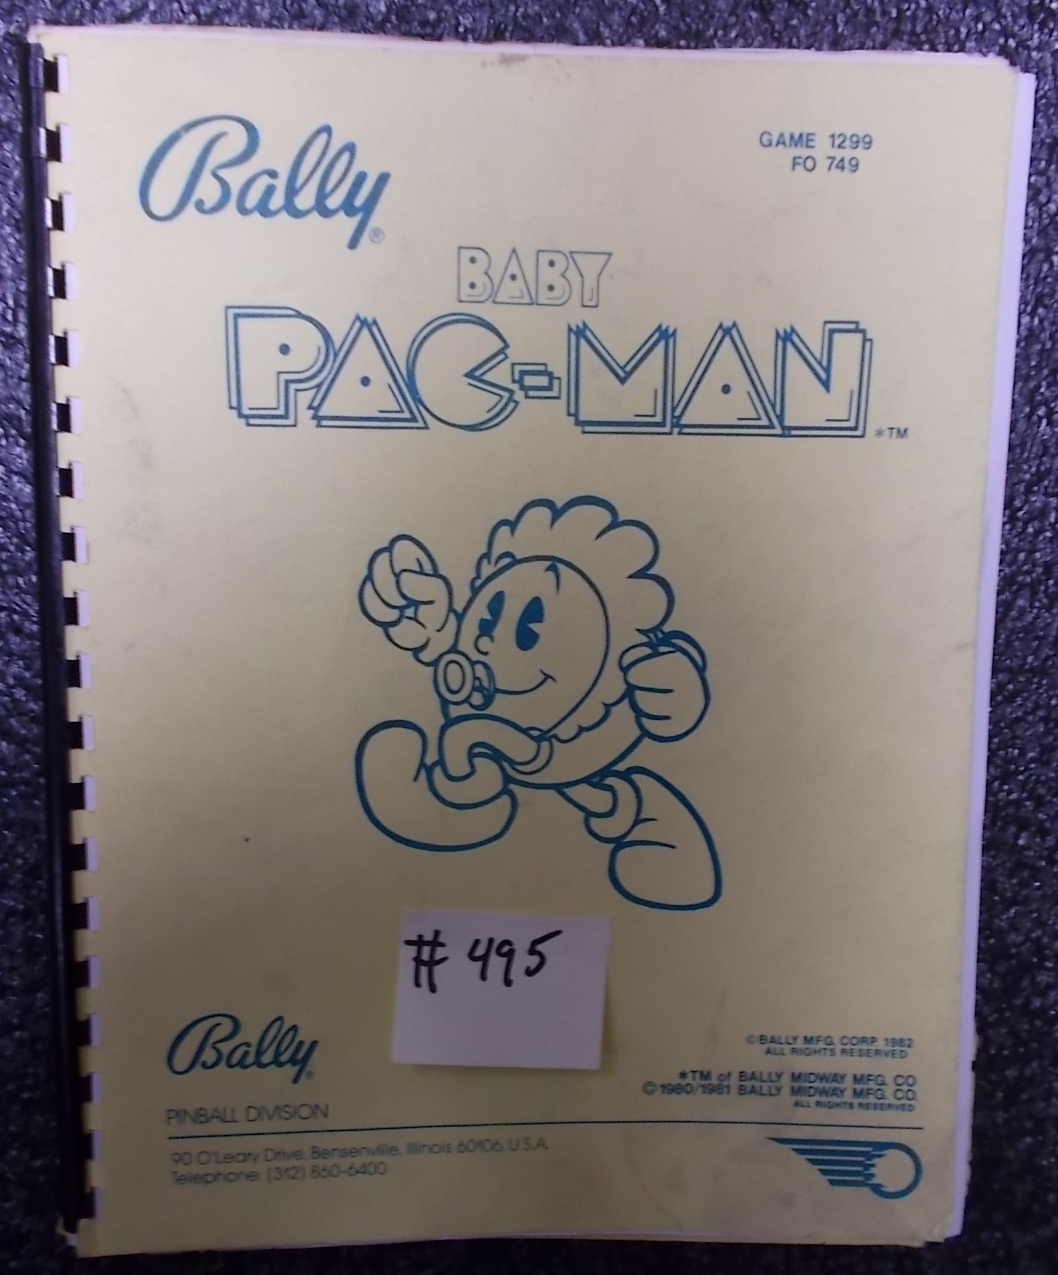 Bally®
GAME 1299
FO 749
BABY
PAC-MAN *TM
# 495
Bally®
PINBALL DIVISION
© BALLY MFG. CORP. 1982
ALL RIGHTS RESERVED
*TM of BALLY MIDWAY MFG. CO
© 1980/1981 BALLY MIDWAY MFG. CO.
ALL RIGHTS RESERVED
90 O'Leary Drive, Bensenville, Illinois 60106, U.S.A.
Telephone: (312) 860-6400